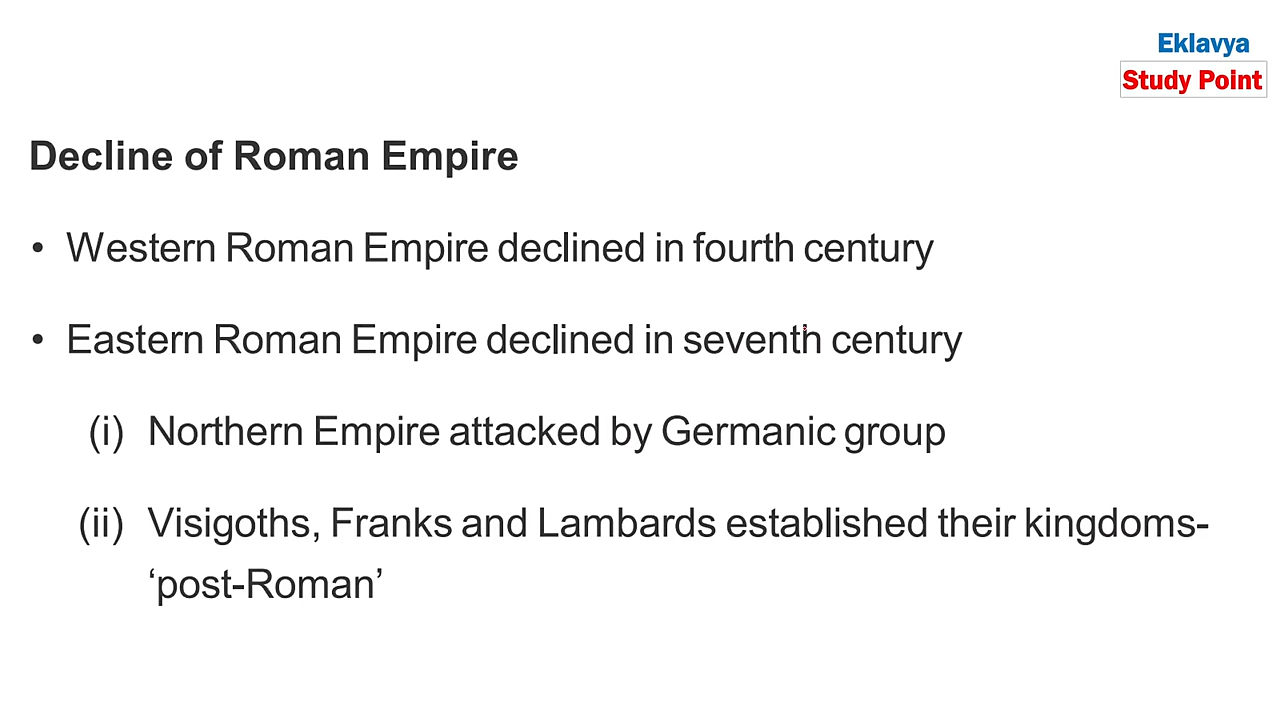 Eklavya
Study Point
Decline of Roman Empire
• Western Roman Empire declined in fourth century
• Eastern Roman Empire declined in seventh century
(i) Northern Empire attacked by Germanic group
(ii) Visigoths, Franks and Lambards established their kingdoms-
‘post-Roman’